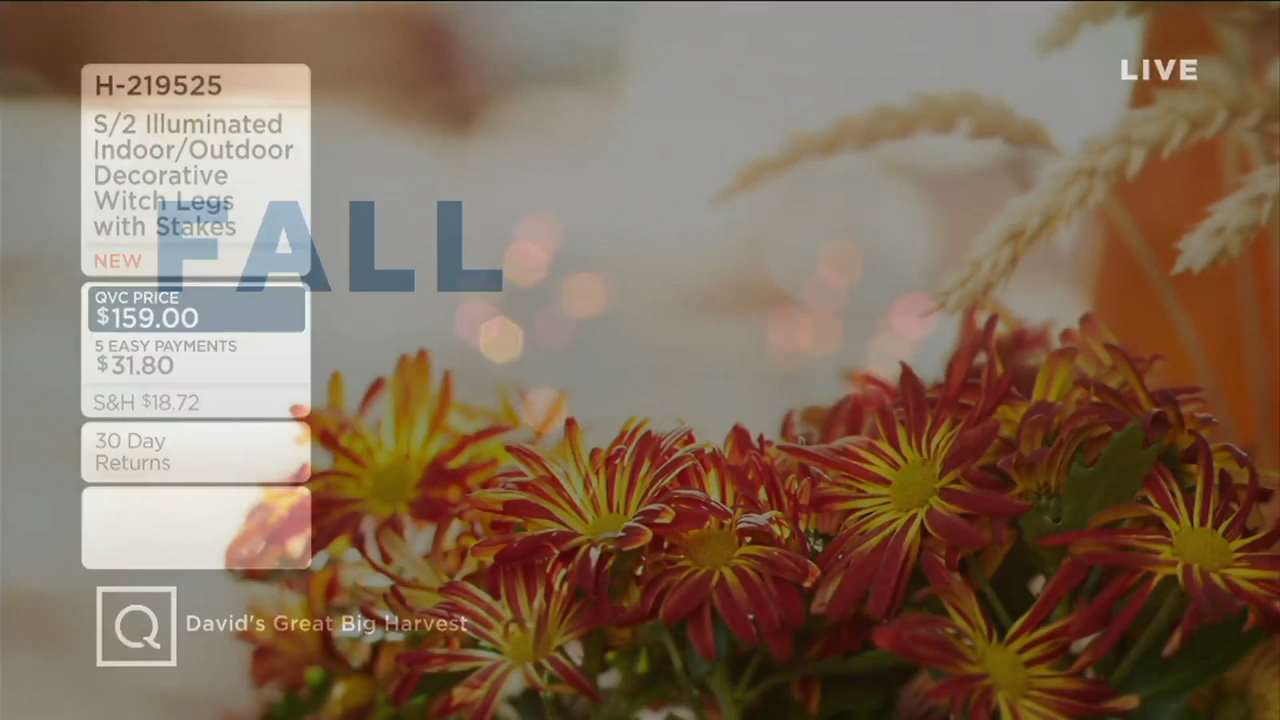 H-219525
S/2 Illuminated
Indoor/Outdoor
Decorative
Witch Legs
with Stakes
NEW
FALL
QVC PRICE
$159.00
5 EASY PAYMENTS
$31.80
S&H $18.72
30 Day
Returns
Q
David's Great Big Harvest
LIVE